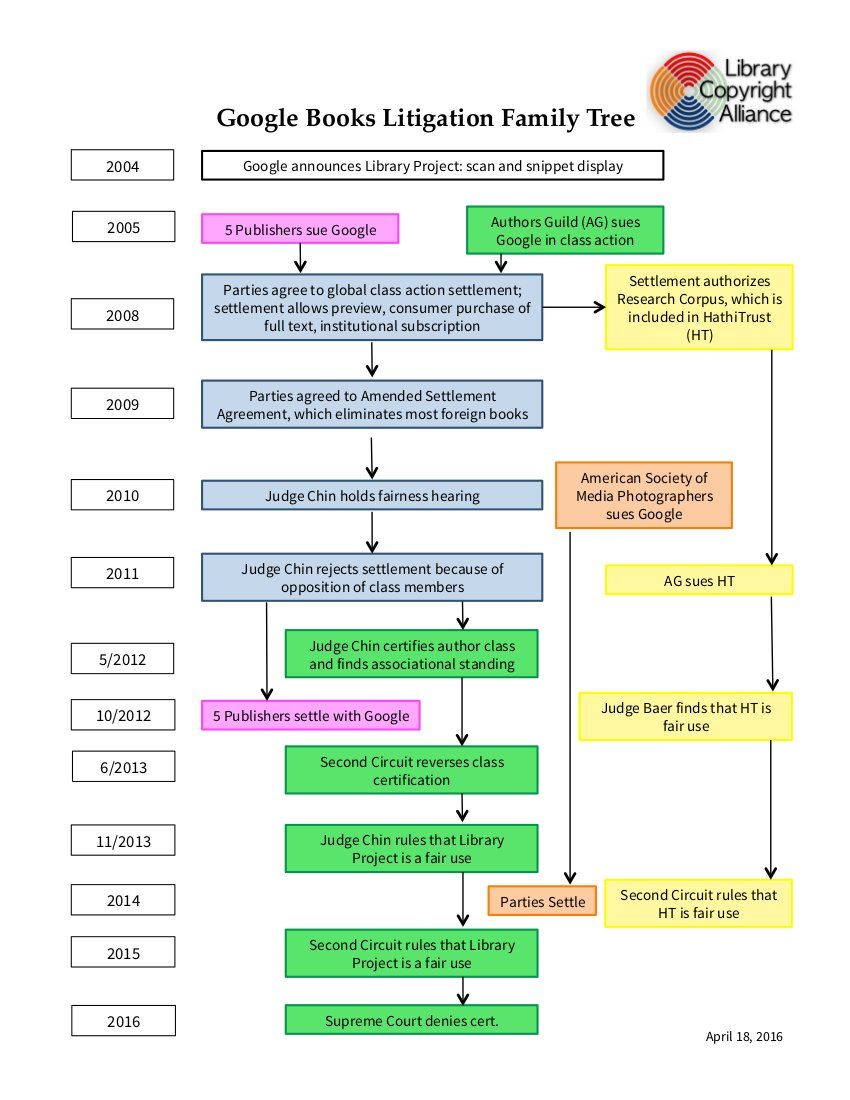 Library
Copyright
Alliance
Google Books Litigation Family Tree
2004
Google announces Library Project: scan and snippet display
2005
5 Publishers sue Google
Authors Guild (AG) sues
Google in class action
2008
Parties agree to global class action settlement;
settlement allows preview, consumer purchase of
full text, institutional subscription
Settlement authorizes
Research Corpus, which is
included in HathiTrust
(HT)
2009
Parties agreed to Amended Settlement
Agreement, which eliminates most foreign books
2010
Judge Chin holds fairness hearing
American Society of
Media Photographers
sues Google
2011
Judge Chin rejects settlement because of
opposition of class members
AG sues HT
5/2012
Judge Chin certifies author class
and finds associational standing
10/2012
5 Publishers settle with Google
Judge Baer finds that HT is
fair use
6/2013
Second Circuit reverses class
certification
11/2013
Judge Chin rules that Library
Project is a fair use
2014
Parties Settle
Second Circuit rules that
HT is fair use
2015
Second Circuit rules that Library
Project is a fair use
2016
Supreme Court denies cert.
April 18, 2016